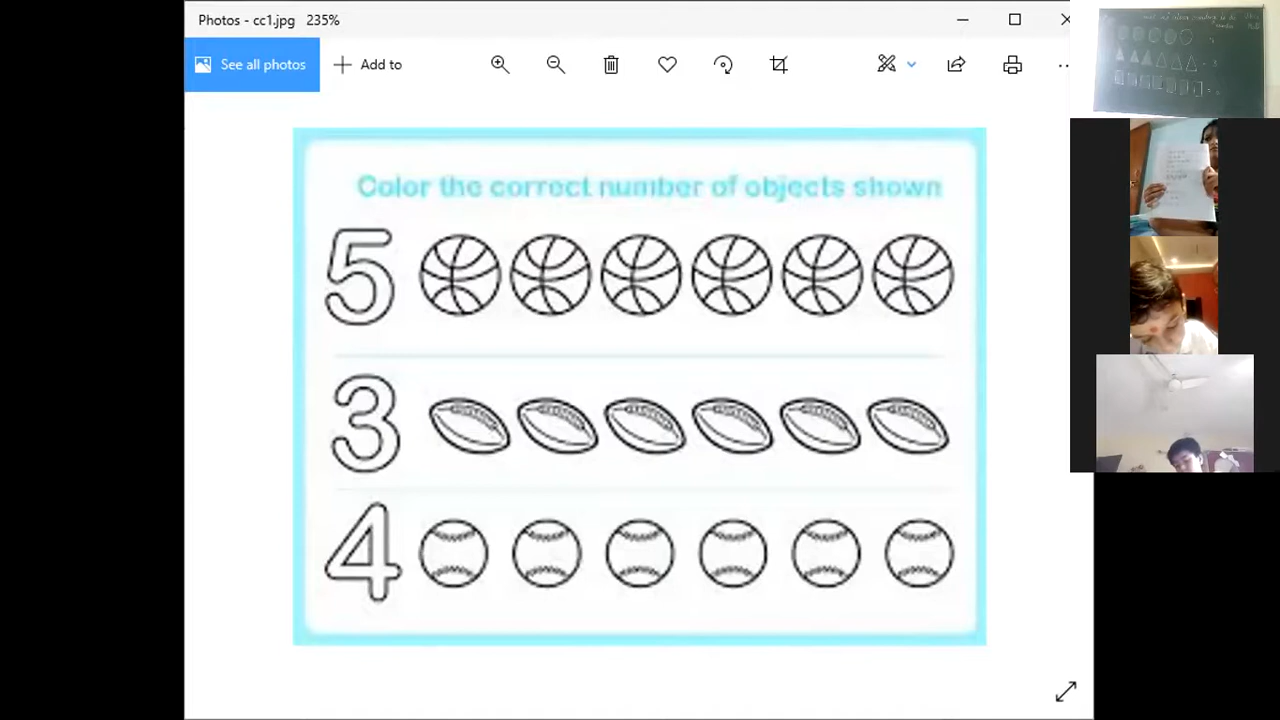 Photos - cc1.jpg 235%
See all photos
Add to
Color the correct number of objects shown
5
3
4